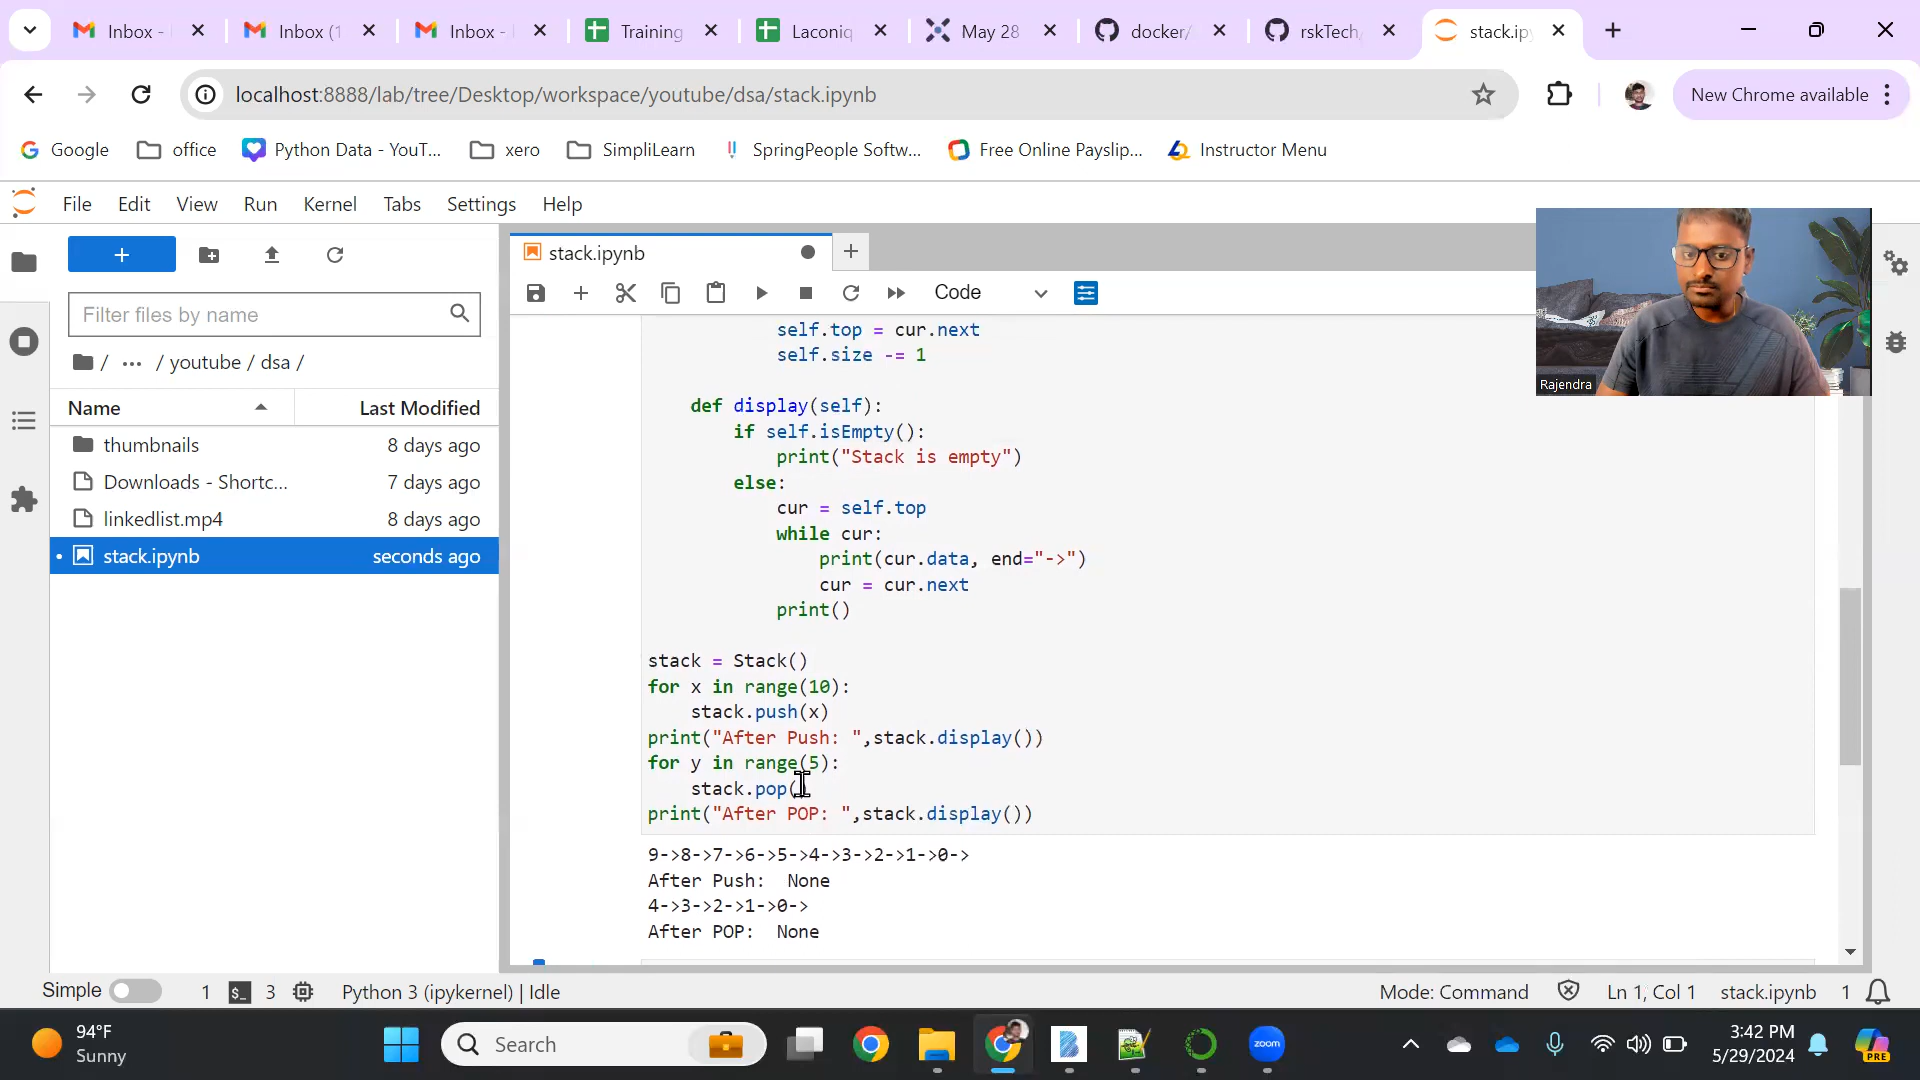 Inbox -
Inbox (1
Inbox -
Training
Laconiq
May 28
docker/
rskTech
stack.ip
localhost:8888/lab/tree/Desktop/workspace/youtube/dsa/stack.ipynb
New Chrome available
Google
office
Python Data - YouT...
xero
SimpliLearn
SpringPeople Softw...
Free Online Payslip...
Instructor Menu
File Edit View Run Kernel Tabs Settings Help
stack.ipynb
Filter files by name
Code
/ ··· / youtube / dsa /
Name Last Modified
thumbnails 8 days ago
Downloads - Shortc... 7 days ago
linkedlist.mp4 8 days ago
stack.ipynb seconds ago
Rajendra
self.top = cur.next
self.size -= 1
def display(self):
if self.isEmpty():
print("Stack is empty")
else:
cur = self.top
while cur:
print(cur.data, end="->")
cur = cur.next
print()
stack = Stack()
for x in range(10):
stack.push(x)
print("After Push: ",stack.display())
for y in range(5):
stack.pop(
print("After POP: ",stack.display())
9->8->7->6->5->4->3->2->1->0->
After Push:  None
4->3->2->1->0->
After POP:  None
Simple 1 $_ 3 Python 3 (ipykernel) | Idle Mode: Command Ln 1, Col 1 stack.ipynb 1
94°F
Sunny
Search
zoom
3:42 PM
5/29/2024
PRE